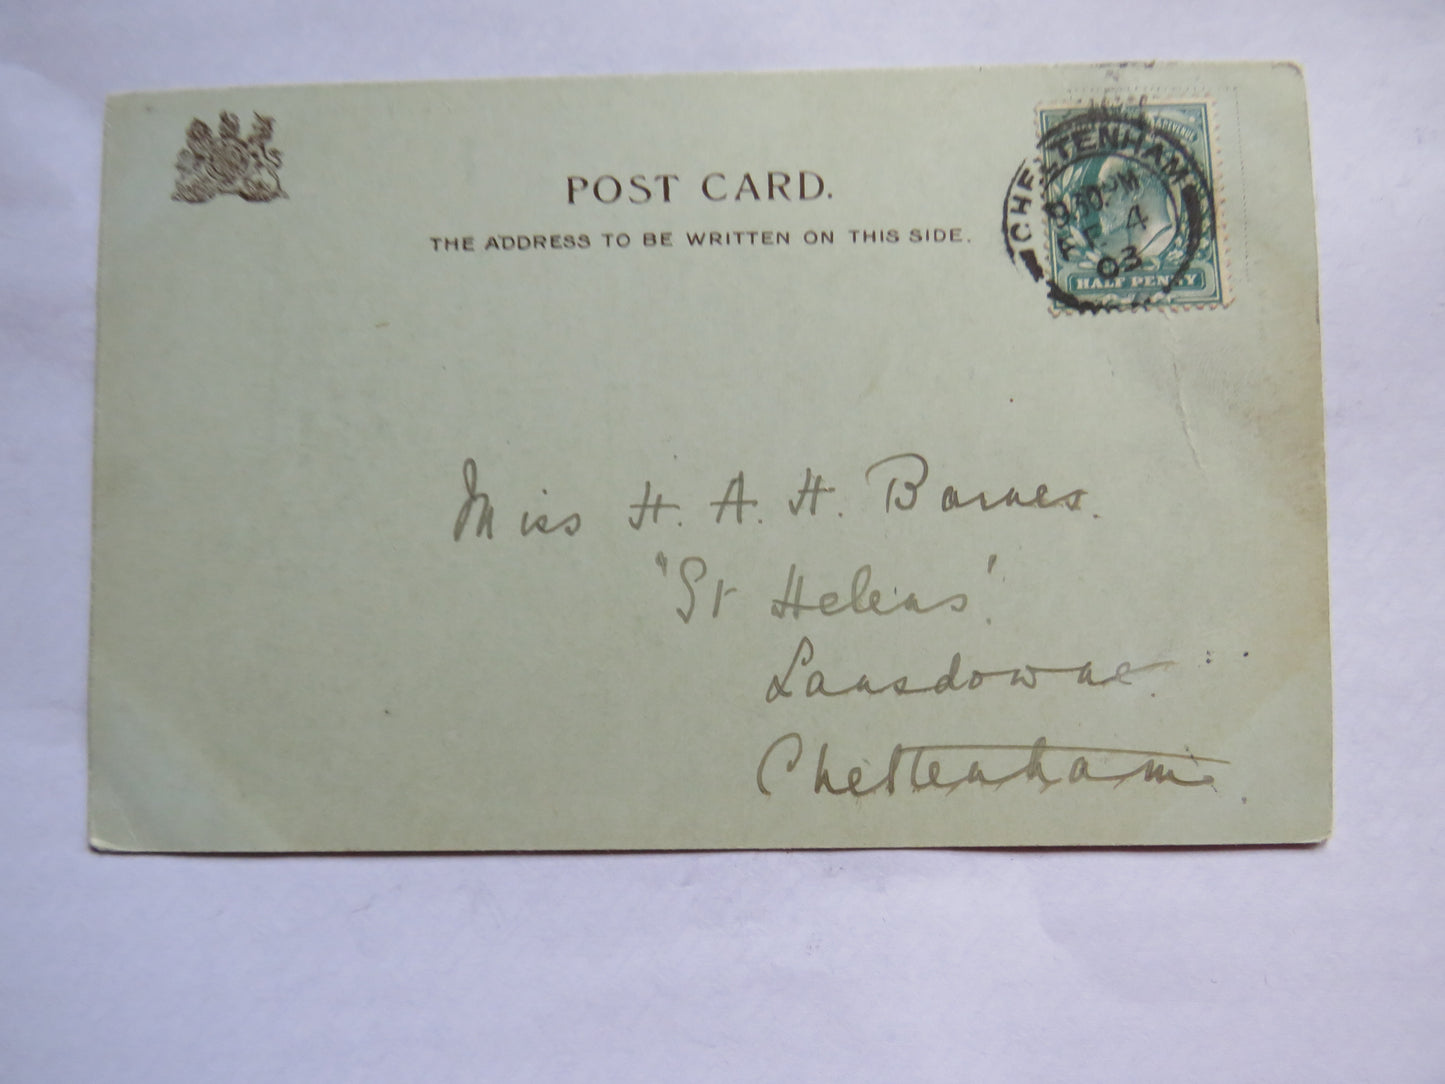 POST CARD.
THE ADDRESS TO BE WRITTEN ON THIS SIDE.
CHELTENHAM
9.30 PM
4
03
HALF PENNY
Miss H. A. H. Barnes.
"St Helens".
Lansdowne.
Cheltenham.